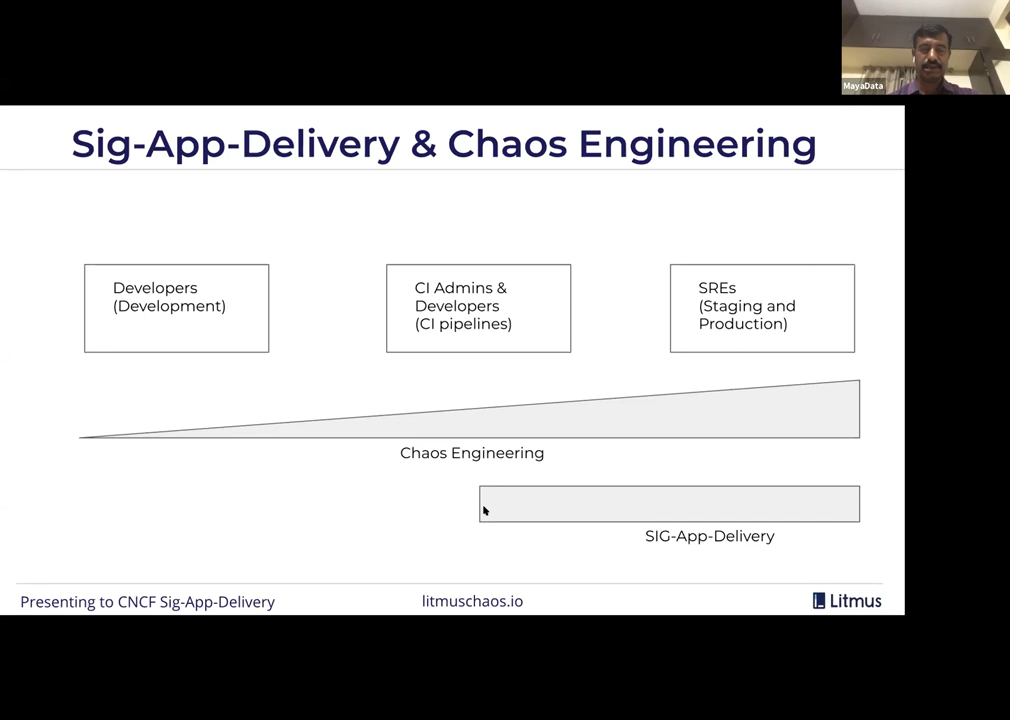 MayaData
Sig-App-Delivery & Chaos Engineering
Developers
(Development)
CI Admins &
Developers
(CI pipelines)
SREs
(Staging and
Production)
Chaos Engineering
SIG-App-Delivery
Presenting to CNCF Sig-App-Delivery
litmuschaos.io
Litmus